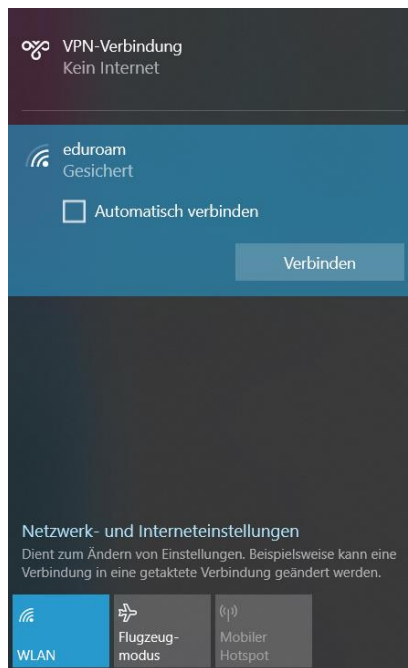 VPN-Verbindung
Kein Internet
eduroam
Gesichert
Automatisch verbinden
Verbinden
Netzwerk- und Interneteinstellungen
Dient zum Ändern von Einstellungen. Beispielsweise kann eine
Verbindung in eine getaktete Verbindung geändert werden.
WLAN
Flugzeug-
modus
Mobiler
Hotspot